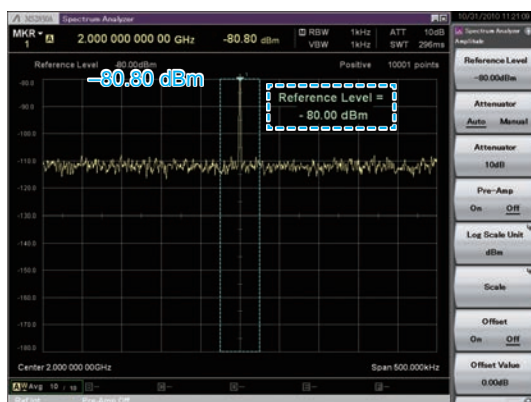 MS2830A Spectrum Analyzer
10/31/2010 11:21:09
MKR
1
A
2.000 000 000 00 GHz
-80.80 dBm
RBW 1kHz
VBW 1kHz
ATT 10dB
SWT 296ms
Reference Level -80.00dBm
Positive 10001 points
−80.80 dBm
Reference Level =
- 80.00 dBm
-80.0
-90.0
-100.0
-110.0
-120.0
-130.0
-140.0
-150.0
-160.0
-170.0
-180.0
Center 2.000 000 00GHz
Span 500.000kHz
Avg 10 / 10
Ref.Int
Pre-Amp Off
Spectrum Analyzer
Amplitude
Reference Level
-80.00dBm
Attenuator
Auto Manual
Attenuator
10dB
Pre-Amp
On Off
Log Scale Unit
dBm
Scale
Offset
On Off
Offset Value
0.00dB